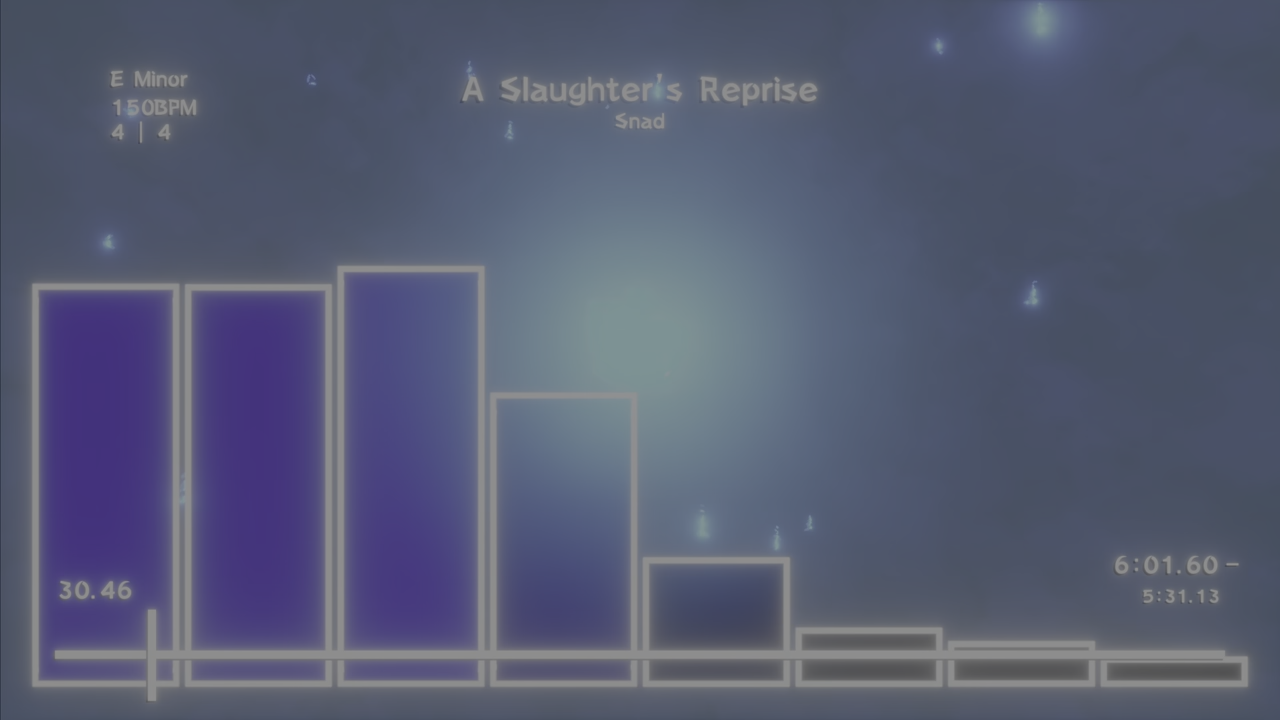 E Minor
150BPM
4 | 4
A Slaughter's Reprise
Snad
30.46
6:01.60 -
5:31.13